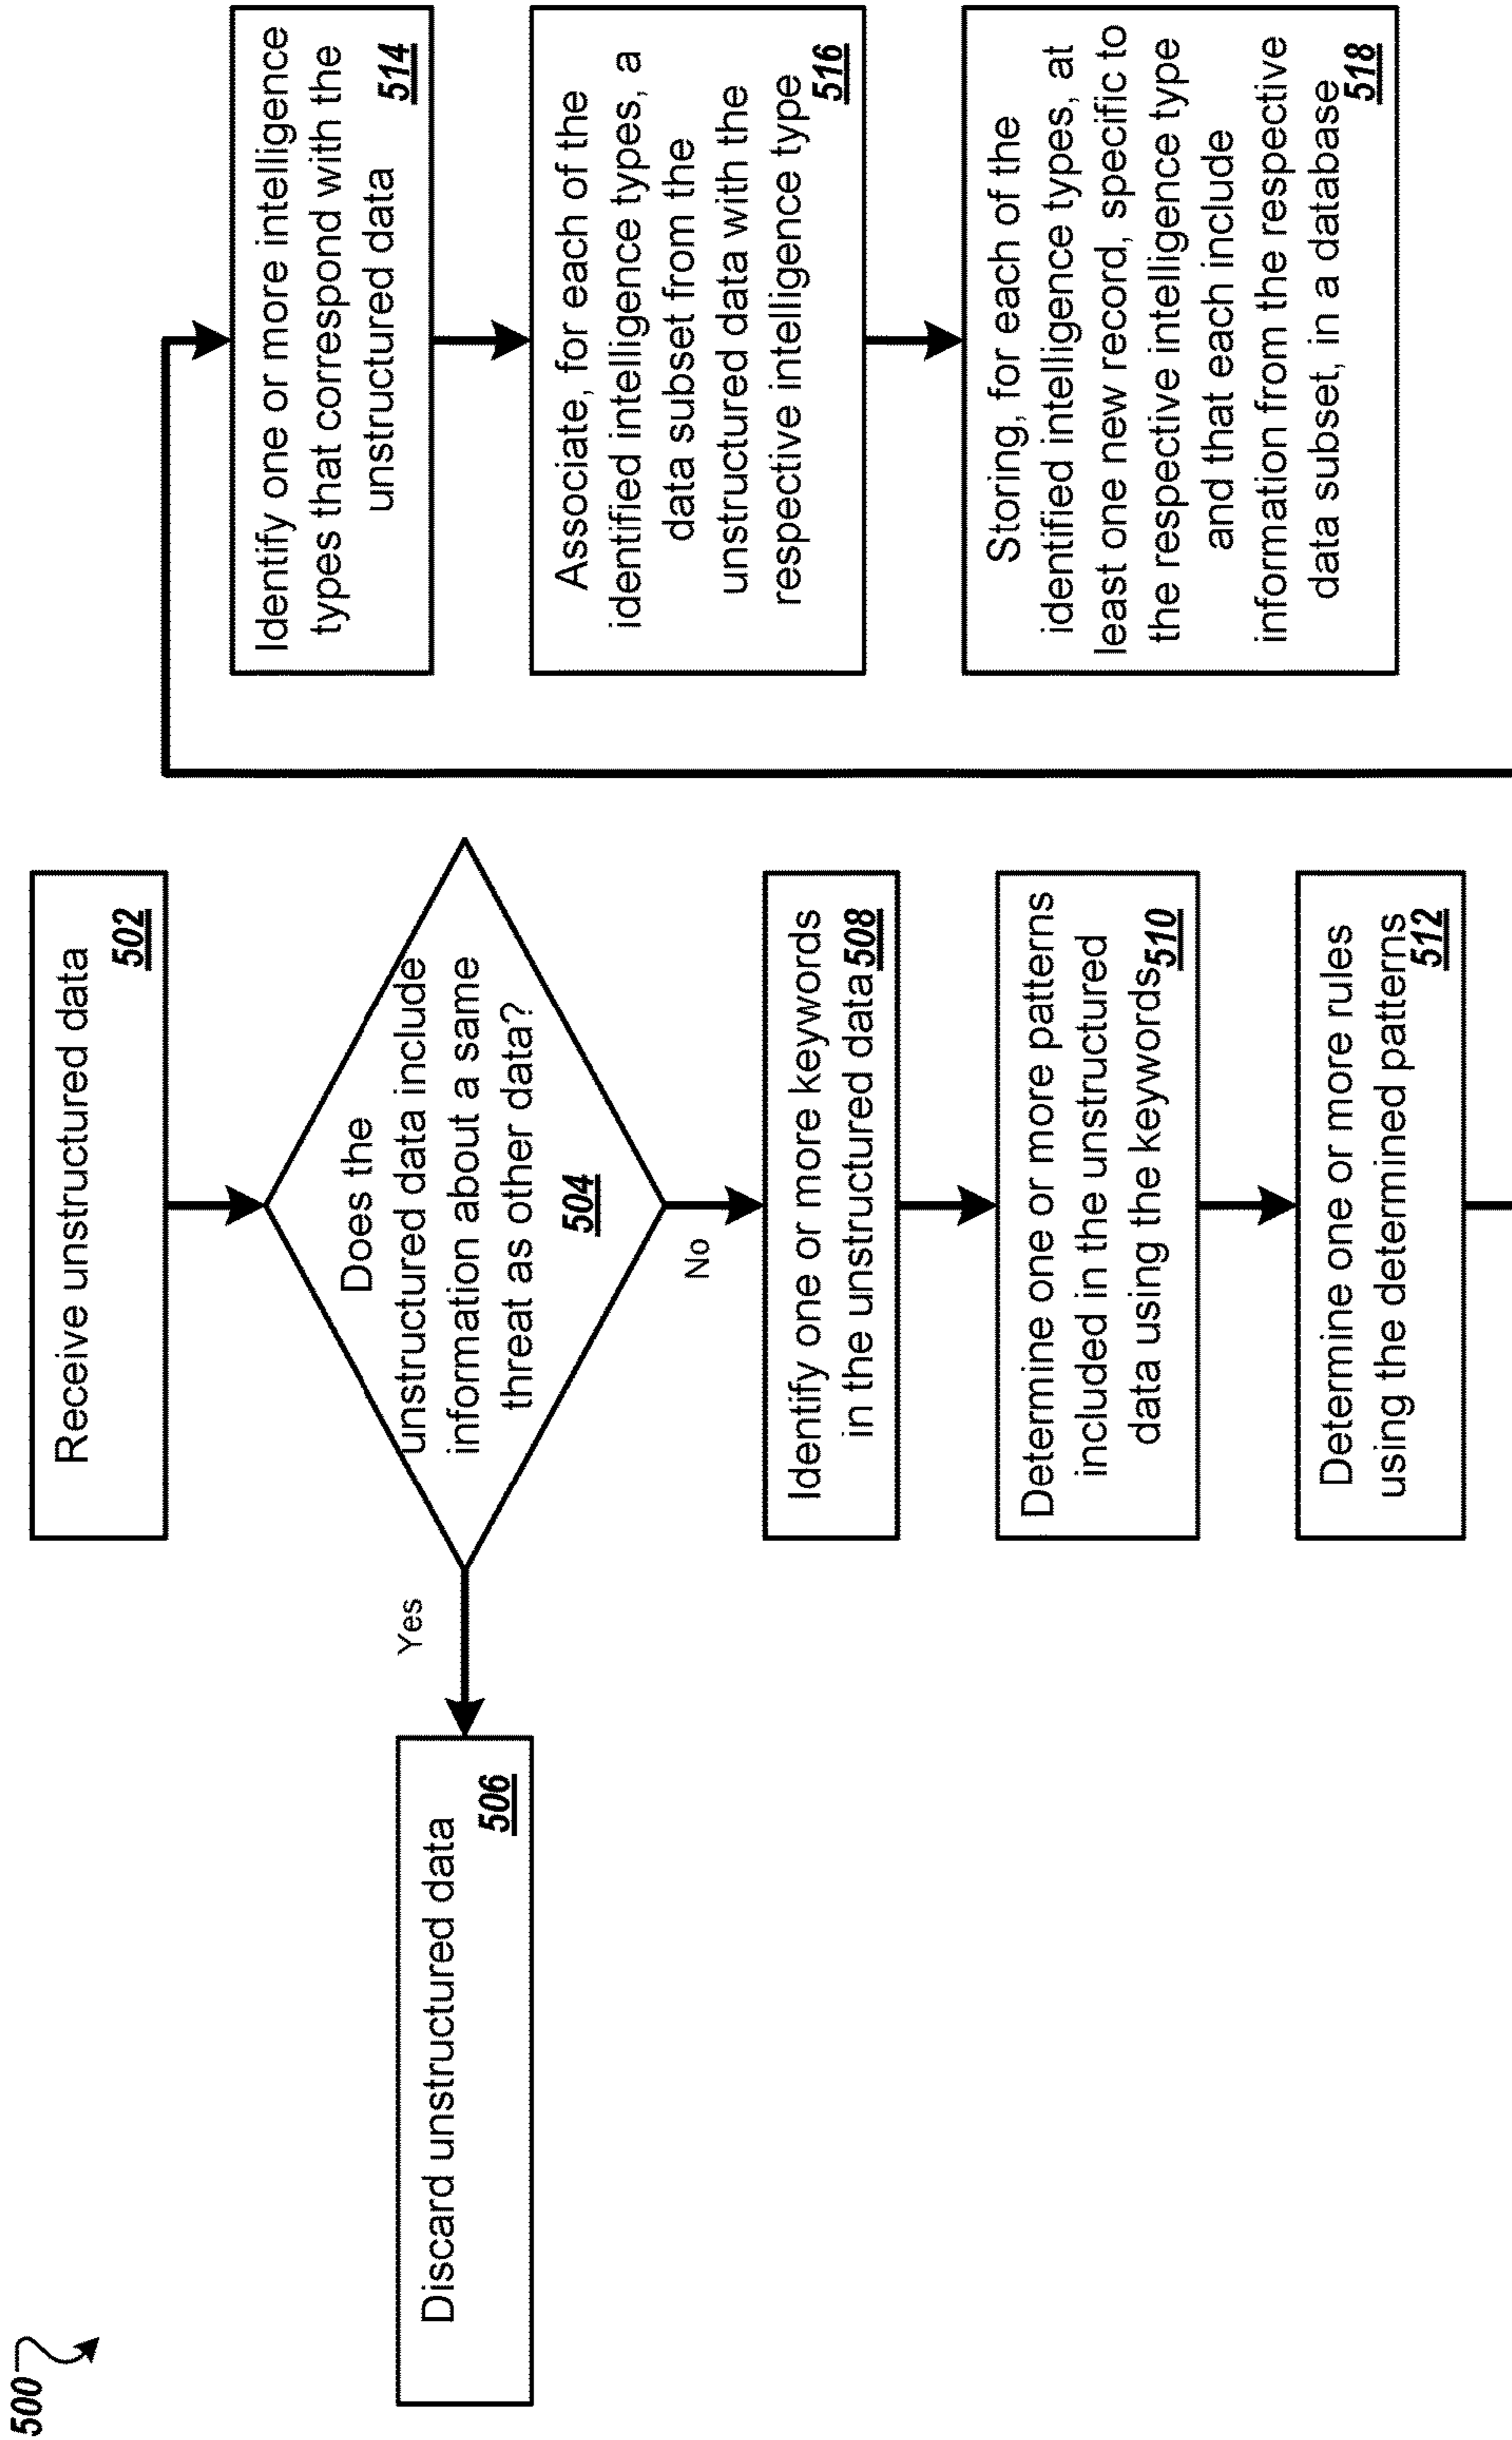 500
Receive unstructured data
502
Does the
unstructured data include
information about a same
threat as other data?
504
Yes
No
Discard unstructured data
506
Identify one or more keywords
in the unstructured data
508
Determine one or more patterns
included in the unstructured
data using the keywords
510
Determine one or more rules
using the determined patterns
512
Identify one or more intelligence
types that correspond with the
unstructured data
514
Associate, for each of the
identified intelligence types, a
data subset from the
unstructured data with the
respective intelligence type
516
Storing, for each of the
identified intelligence types, at
least one new record, specific to
the respective intelligence type
and that each include
information from the respective
data subset, in a database
518